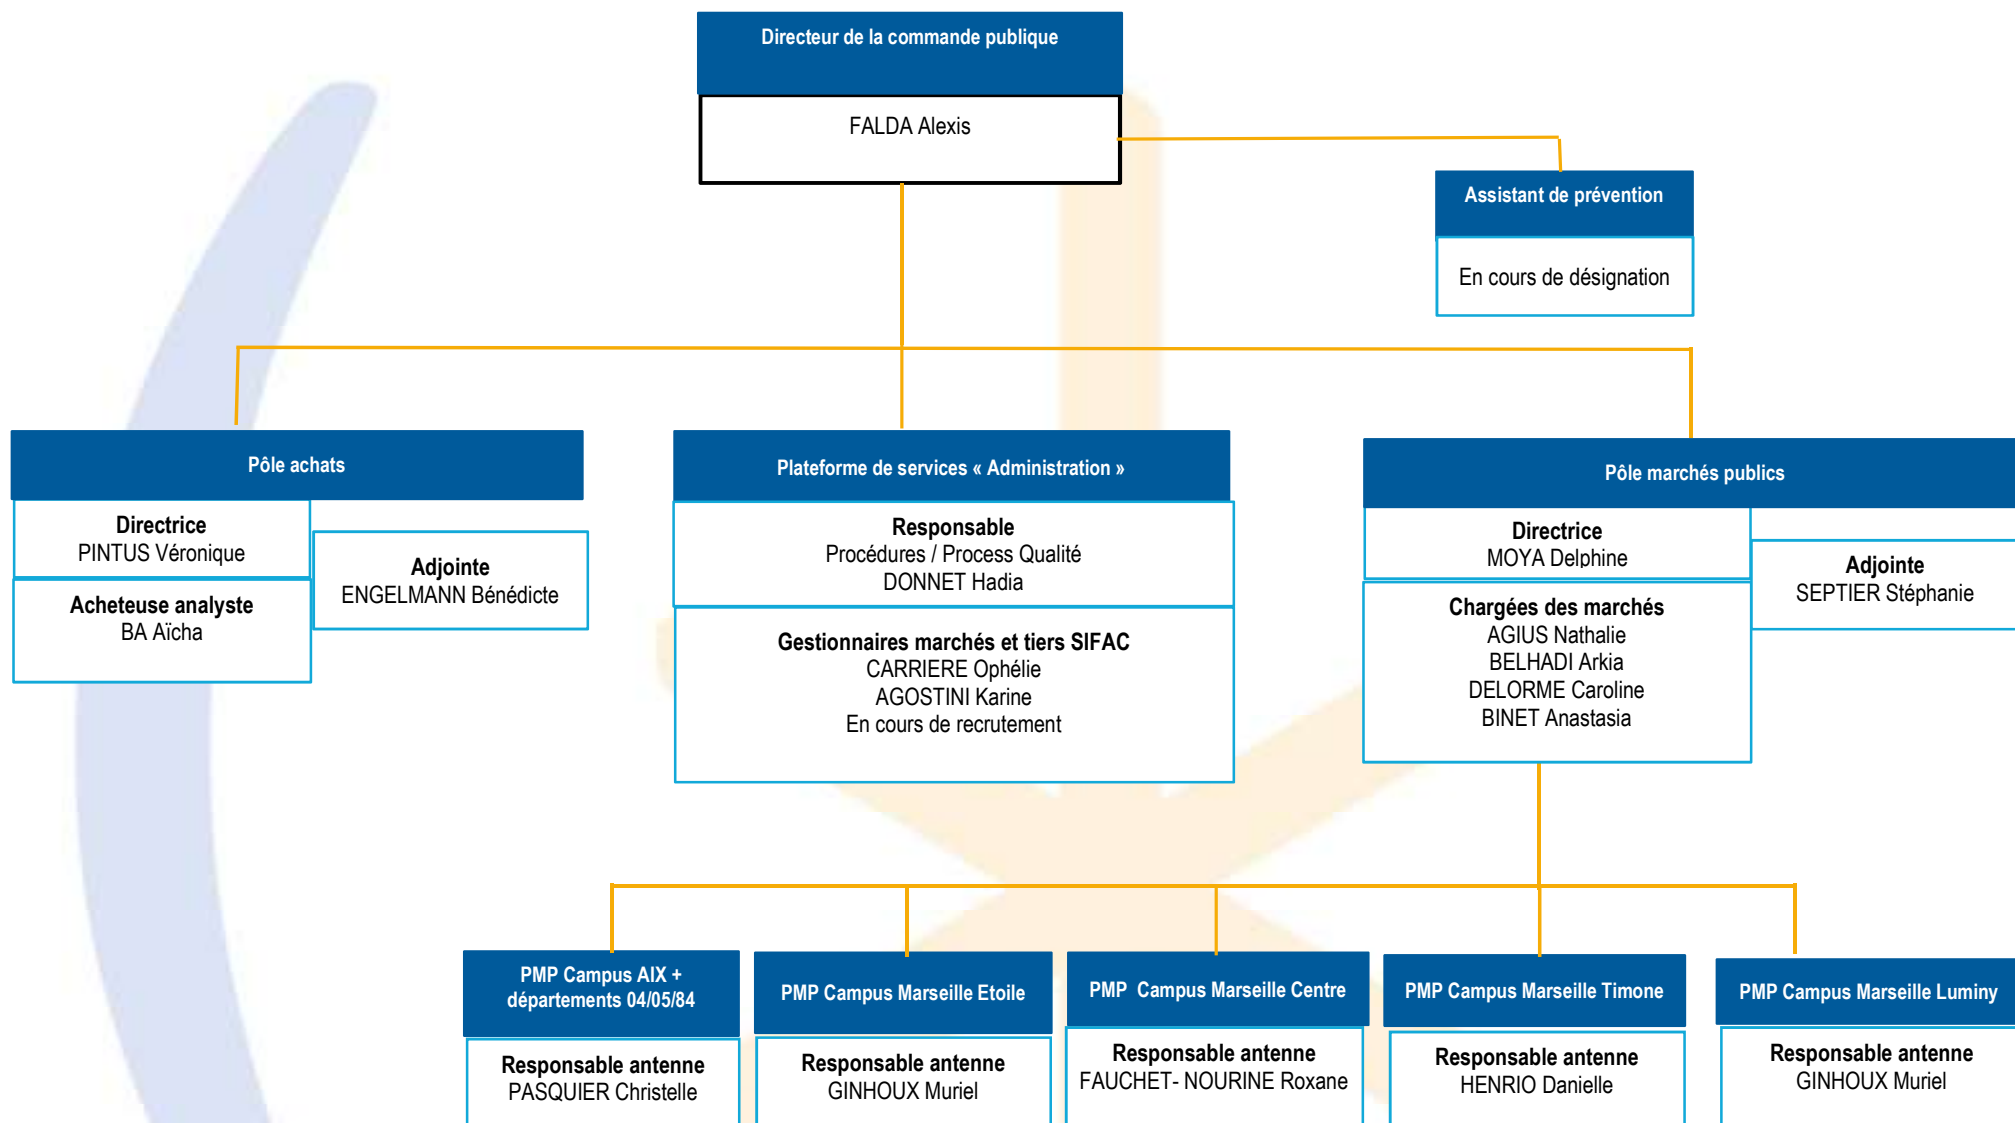 Directeur de la commande publique
FALDA Alexis
Assistant de prévention
En cours de désignation
Pôle achats
Directrice
PINTUS Véronique
Adjointe
ENGELMANN Bénédicte
Acheteuse analyste
BA Aïcha
Plateforme de services « Administration »
Responsable
Procédures / Process Qualité
DONNET Hadia
Gestionnaires marchés et tiers SIFAC
CARRIERE Ophélie
AGOSTINI Karine
En cours de recrutement
Pôle marchés publics
Directrice
MOYA Delphine
Adjointe
SEPTIER Stéphanie
Chargées des marchés
AGIUS Nathalie
BELHADI Arkia
DELORME Caroline
BINET Anastasia
PMP Campus AIX +
départements 04/05/84
Responsable antenne
PASQUIER Christelle
PMP Campus Marseille Etoile
Responsable antenne
GINHOUX Muriel
PMP  Campus Marseille Centre
Responsable antenne
FAUCHET- NOURINE Roxane
PMP Campus Marseille Timone
Responsable antenne
HENRIO Danielle
PMP Campus Marseille Luminy
Responsable antenne
GINHOUX Muriel